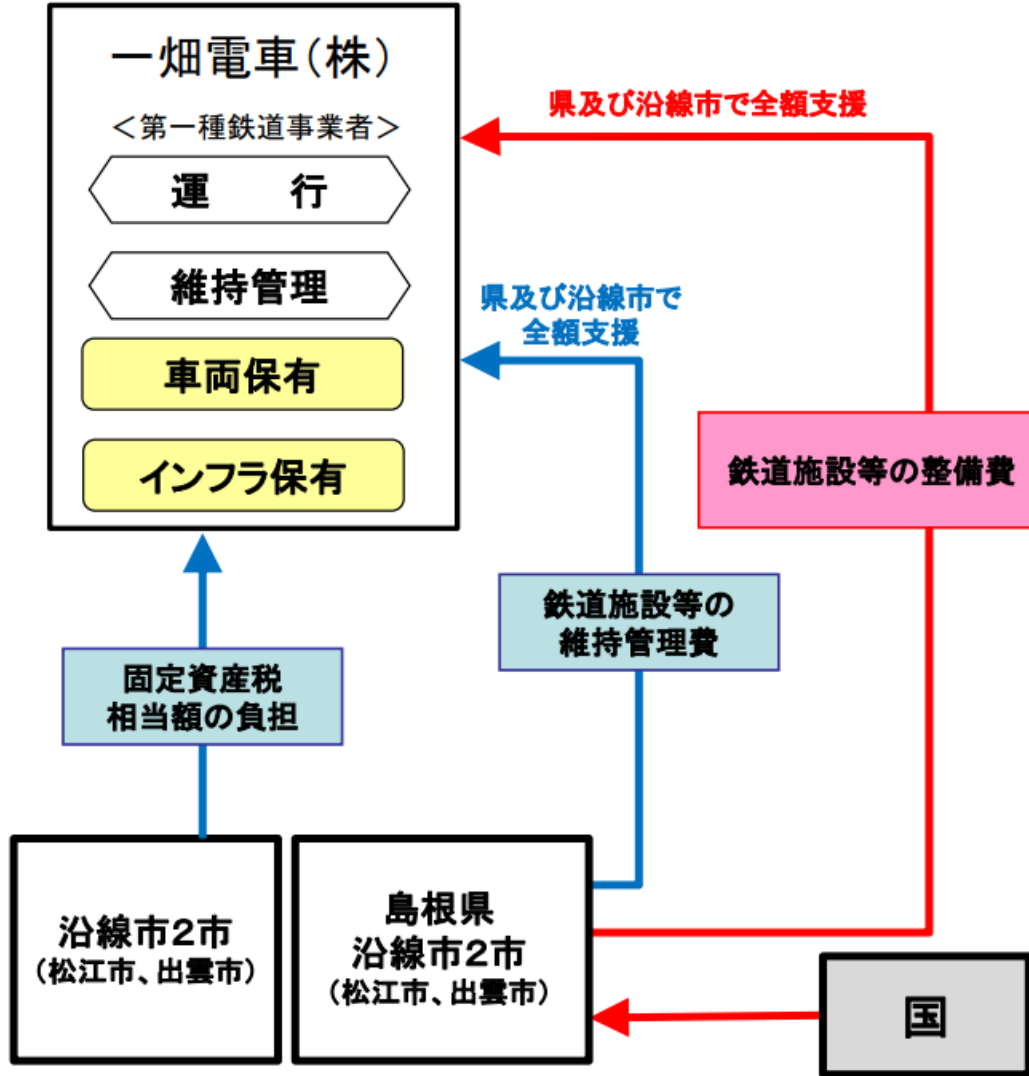 一畑電車(株)
＜第一種鉄道事業者＞
運　行
維持管理
車両保有
インフラ保有
県及び沿線市で全額支援
県及び沿線市で
全額支援
鉄道施設等の整備費
鉄道施設等の
維持管理費
固定資産税
相当額の負担
沿線市2市
(松江市、出雲市)
島根県
沿線市2市
(松江市、出雲市)
国